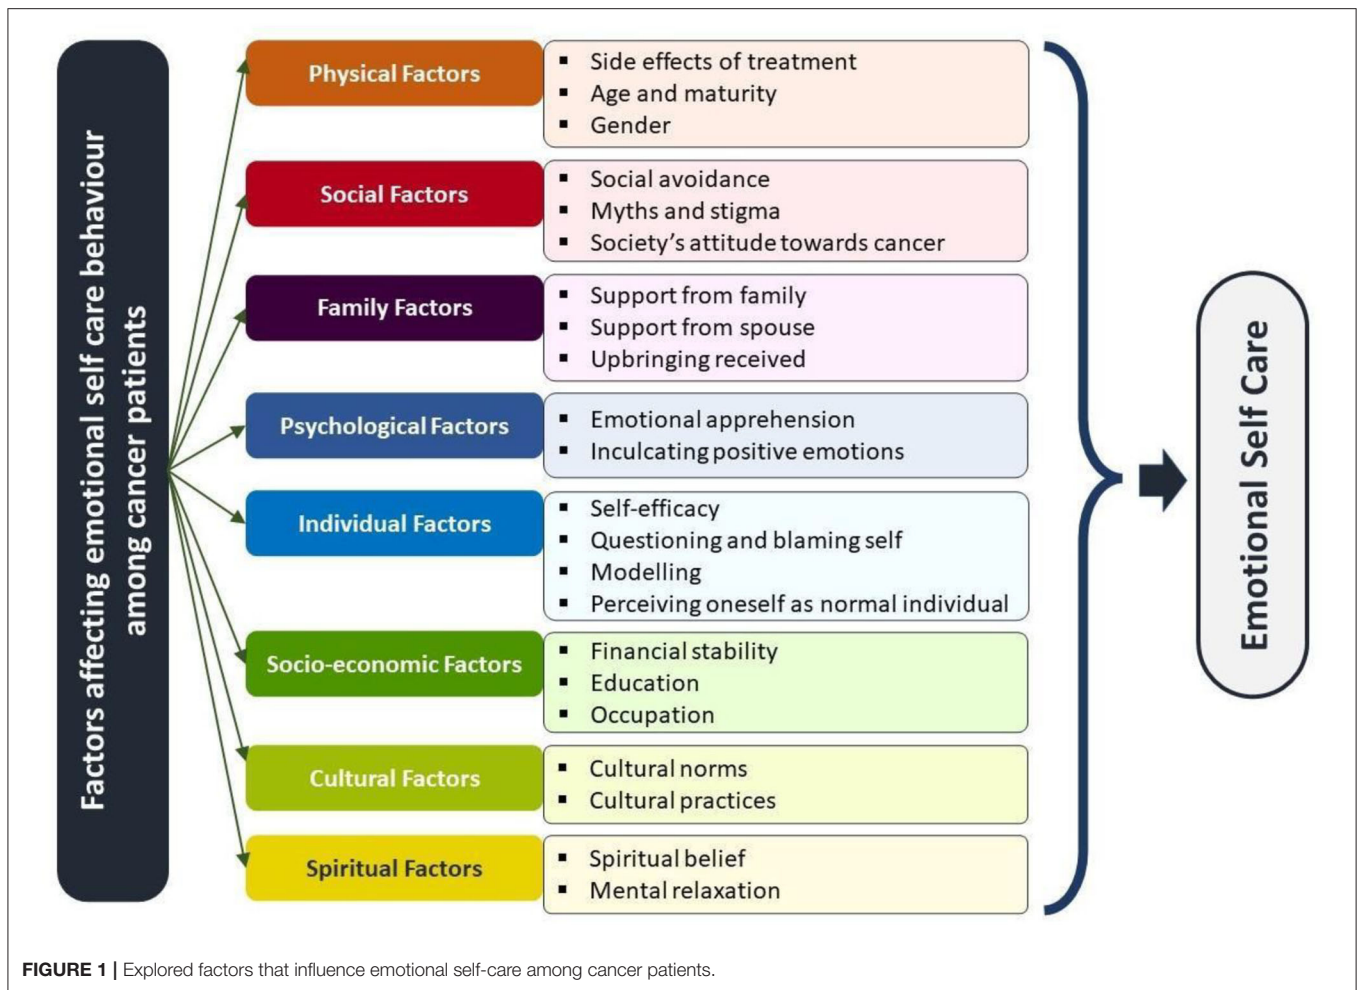 Factors affecting emotional self care behaviour
among cancer patients
Physical Factors
▪ Side effects of treatment
▪ Age and maturity
▪ Gender
Social Factors
▪ Social avoidance
▪ Myths and stigma
▪ Society's attitude towards cancer
Family Factors
▪ Support from family
▪ Support from spouse
▪ Upbringing received
Psychological Factors
▪ Emotional apprehension
▪ Inculcating positive emotions
Individual Factors
▪ Self-efficacy
▪ Questioning and blaming self
▪ Modelling
▪ Perceiving oneself as normal individual
Socio-economic Factors
▪ Financial stability
▪ Education
▪ Occupation
Cultural Factors
▪ Cultural norms
▪ Cultural practices
Spiritual Factors
▪ Spiritual belief
▪ Mental relaxation
Emotional Self Care
FIGURE 1 | Explored factors that influence emotional self-care among cancer patients.